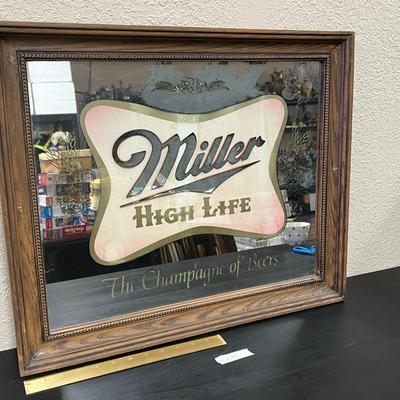 Miller
HIGH LIFE
The Champagne of Beers